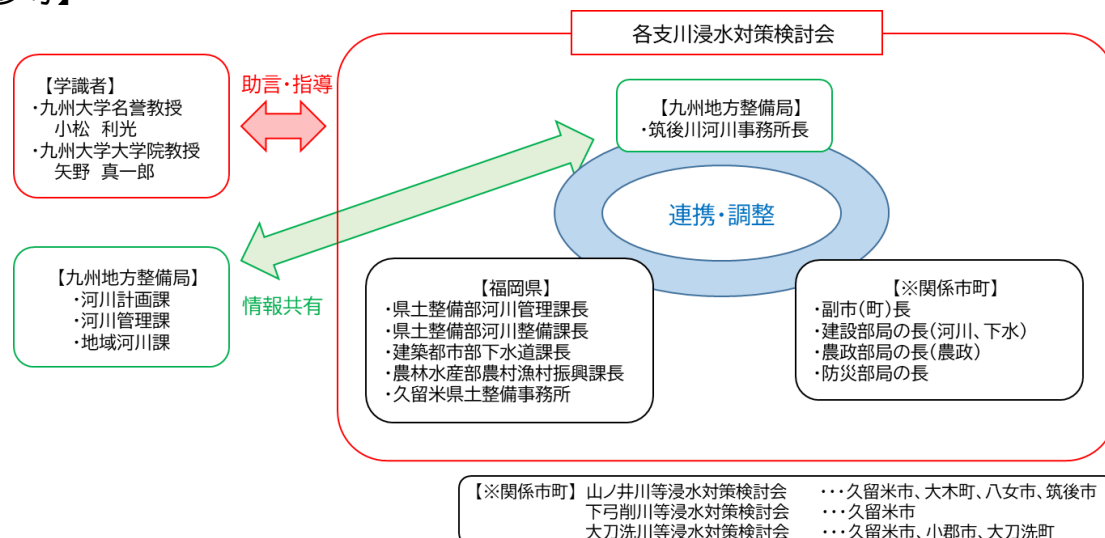 各支川浸水対策検討会
【学識者】
・九州大学名誉教授
小松 利光
・九州大学大学院教授
矢野 真一郎
助言・指導
【九州地方整備局】
・筑後川河川事務所長
連携・調整
【九州地方整備局】
・河川計画課
・河川管理課
・地域河川課
情報共有
【福岡県】
・県土整備部河川管理課長
・県土整備部河川整備課長
・建築都市部下水道課長
・農林水産部農村漁村振興課長
・久留米県土整備事務所
【※関係市町】
・副市(町)長
・建設部局の長(河川、下水)
・農政部局の長(農政)
・防災部局の長
【※関係市町】 山ノ井川等浸水対策検討会 ・・・久留米市、大木町、八女市、筑後市
下弓削川等浸水対策検討会 ・・・久留米市
大刀洗川等浸水対策検討会 ・・・久留米市、小郡市、大刀洗町